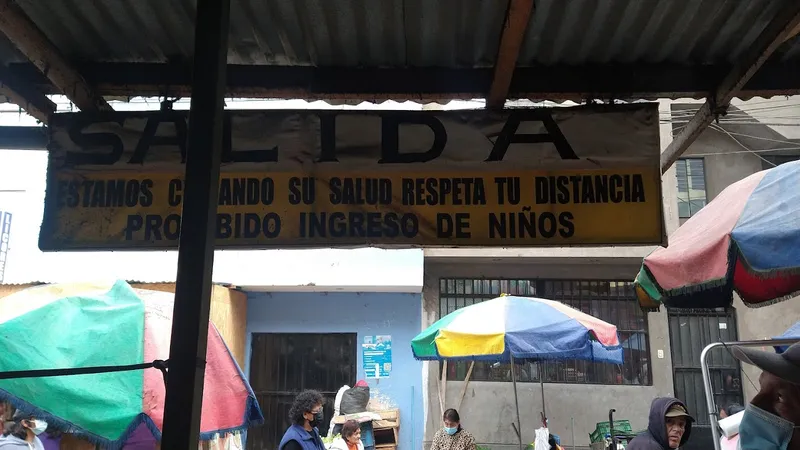 SALIDA
ESTAMOS CUIDANDO SU SALUD RESPETA TU DISTANCIA
PROHIBIDO INGRESO DE NIÑOS